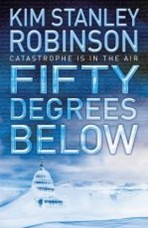 KIM STANLEY
ROBINSON
CATASTROPHE IS IN THE AIR
FIFTY
DEGREES
BELOW